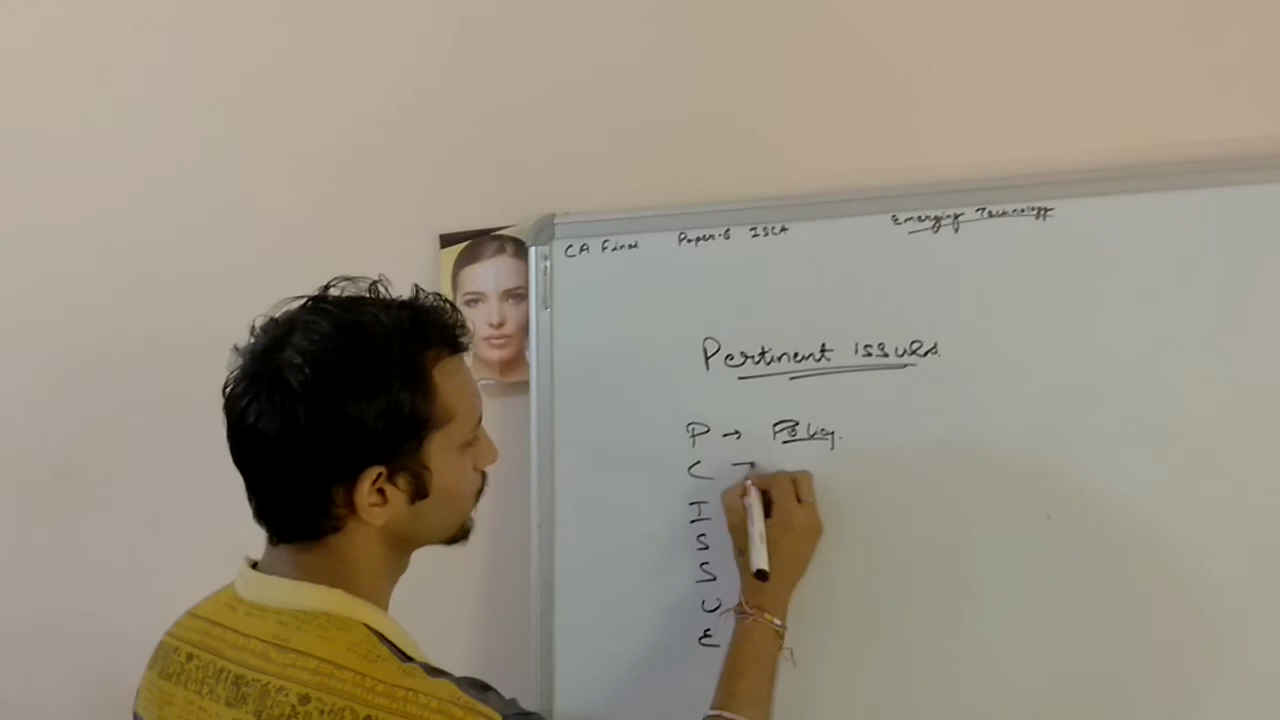 CA Final Paper-6 ISCA Emerging Technology
Pertinent issues.
P → Policy.
C →
I
S
S
U
E